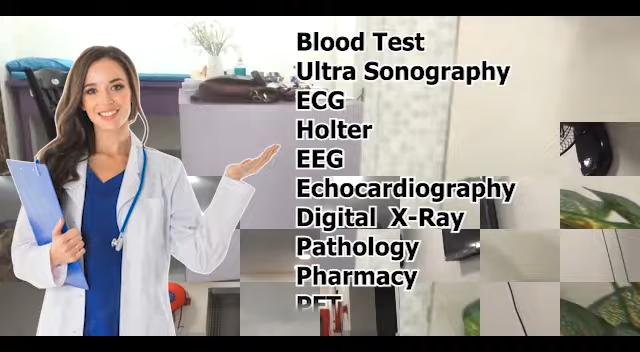 Blood Test
Ultra Sonography
ECG
Holter
EEG
Echocardiography
Digital X-Ray
Pathology
Pharmacy